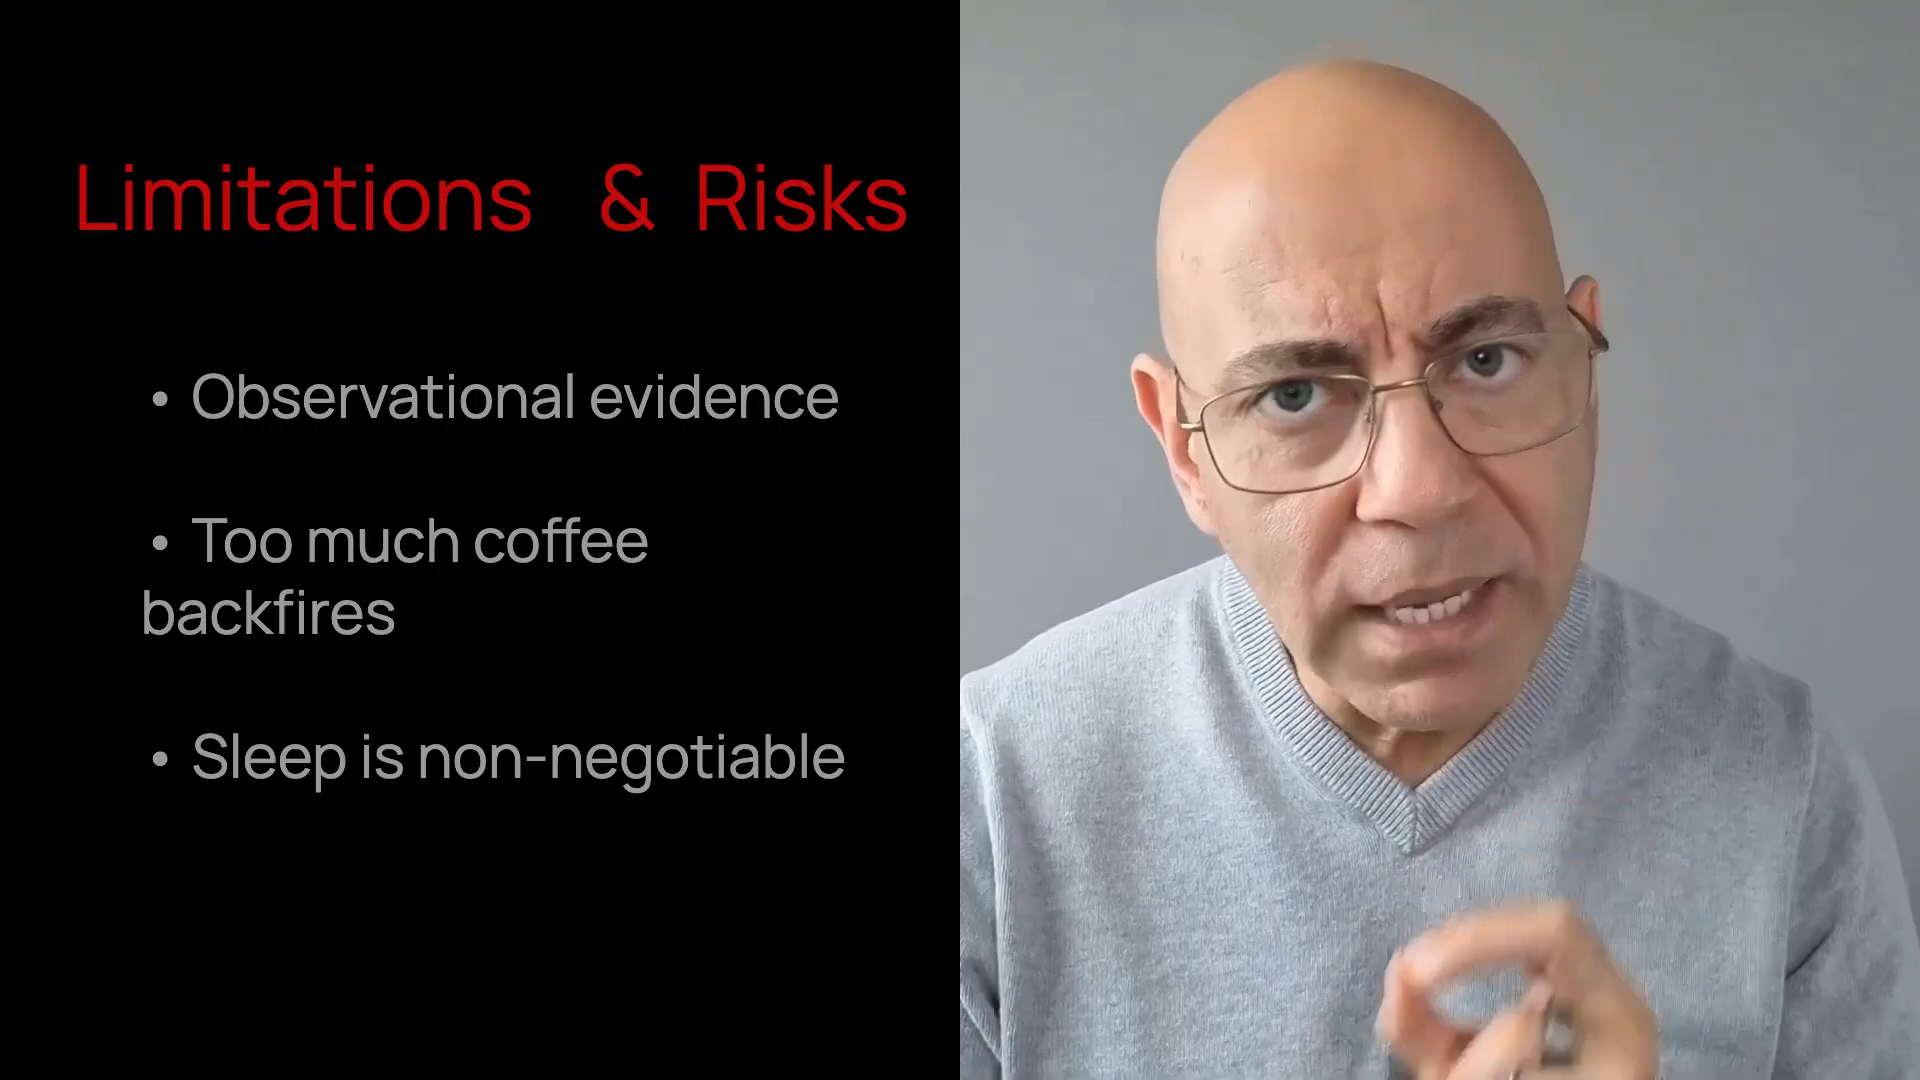 Limitations & Risks
• Observational evidence
• Too much coffee
backfires
• Sleep is non-negotiable